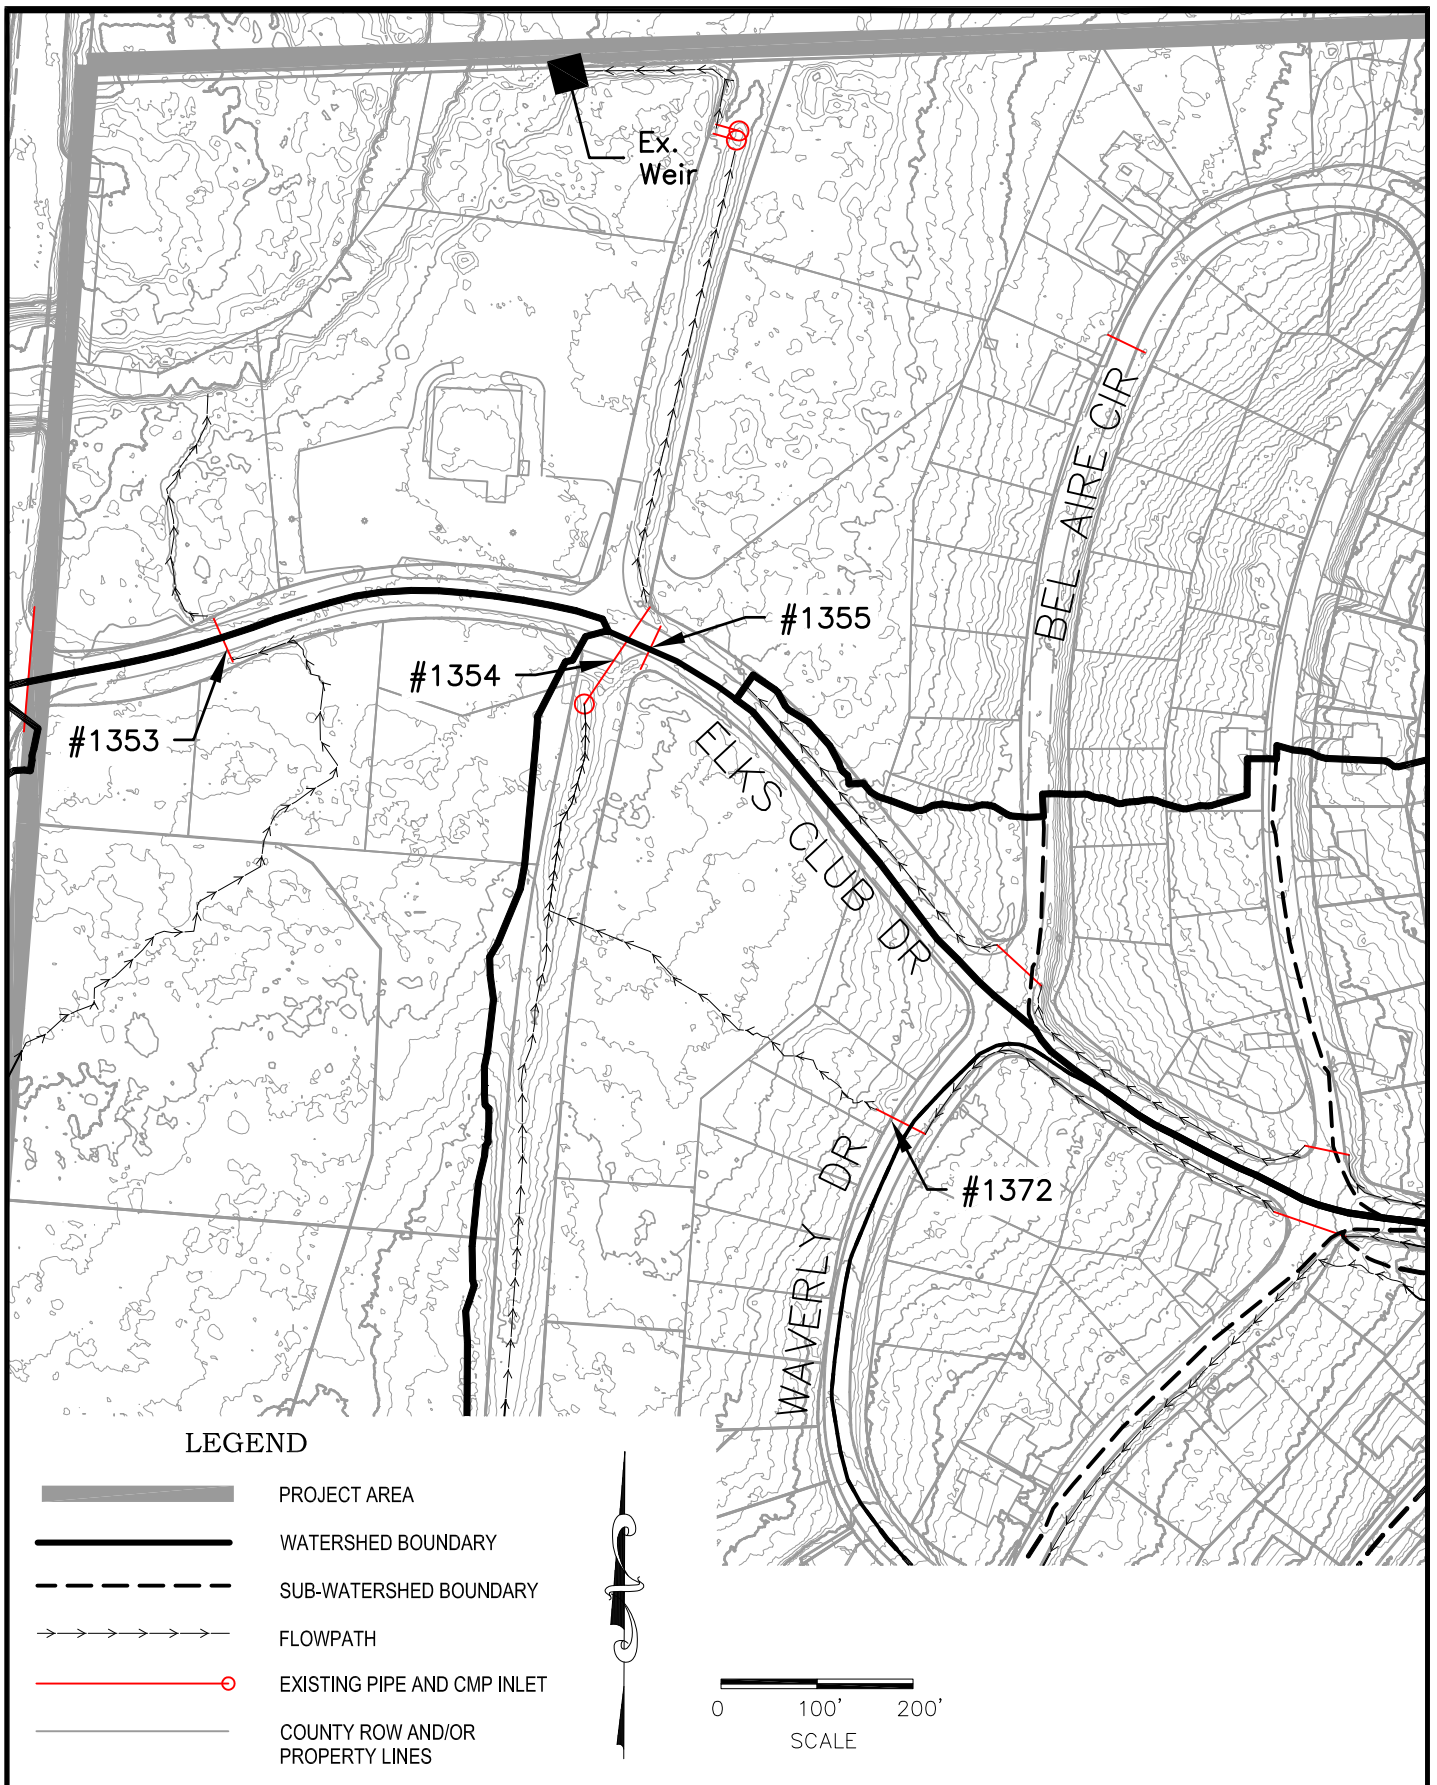 Ex.
Weir
BEL AIRE CIR
#1355
#1354
#1353
ELKS CLUB DR
WAVERLY DR
#1372
LEGEND
PROJECT AREA
WATERSHED BOUNDARY
SUB-WATERSHED BOUNDARY
FLOWPATH
EXISTING PIPE AND CMP INLET
COUNTY ROW AND/OR
PROPERTY LINES
0 100' 200'
SCALE